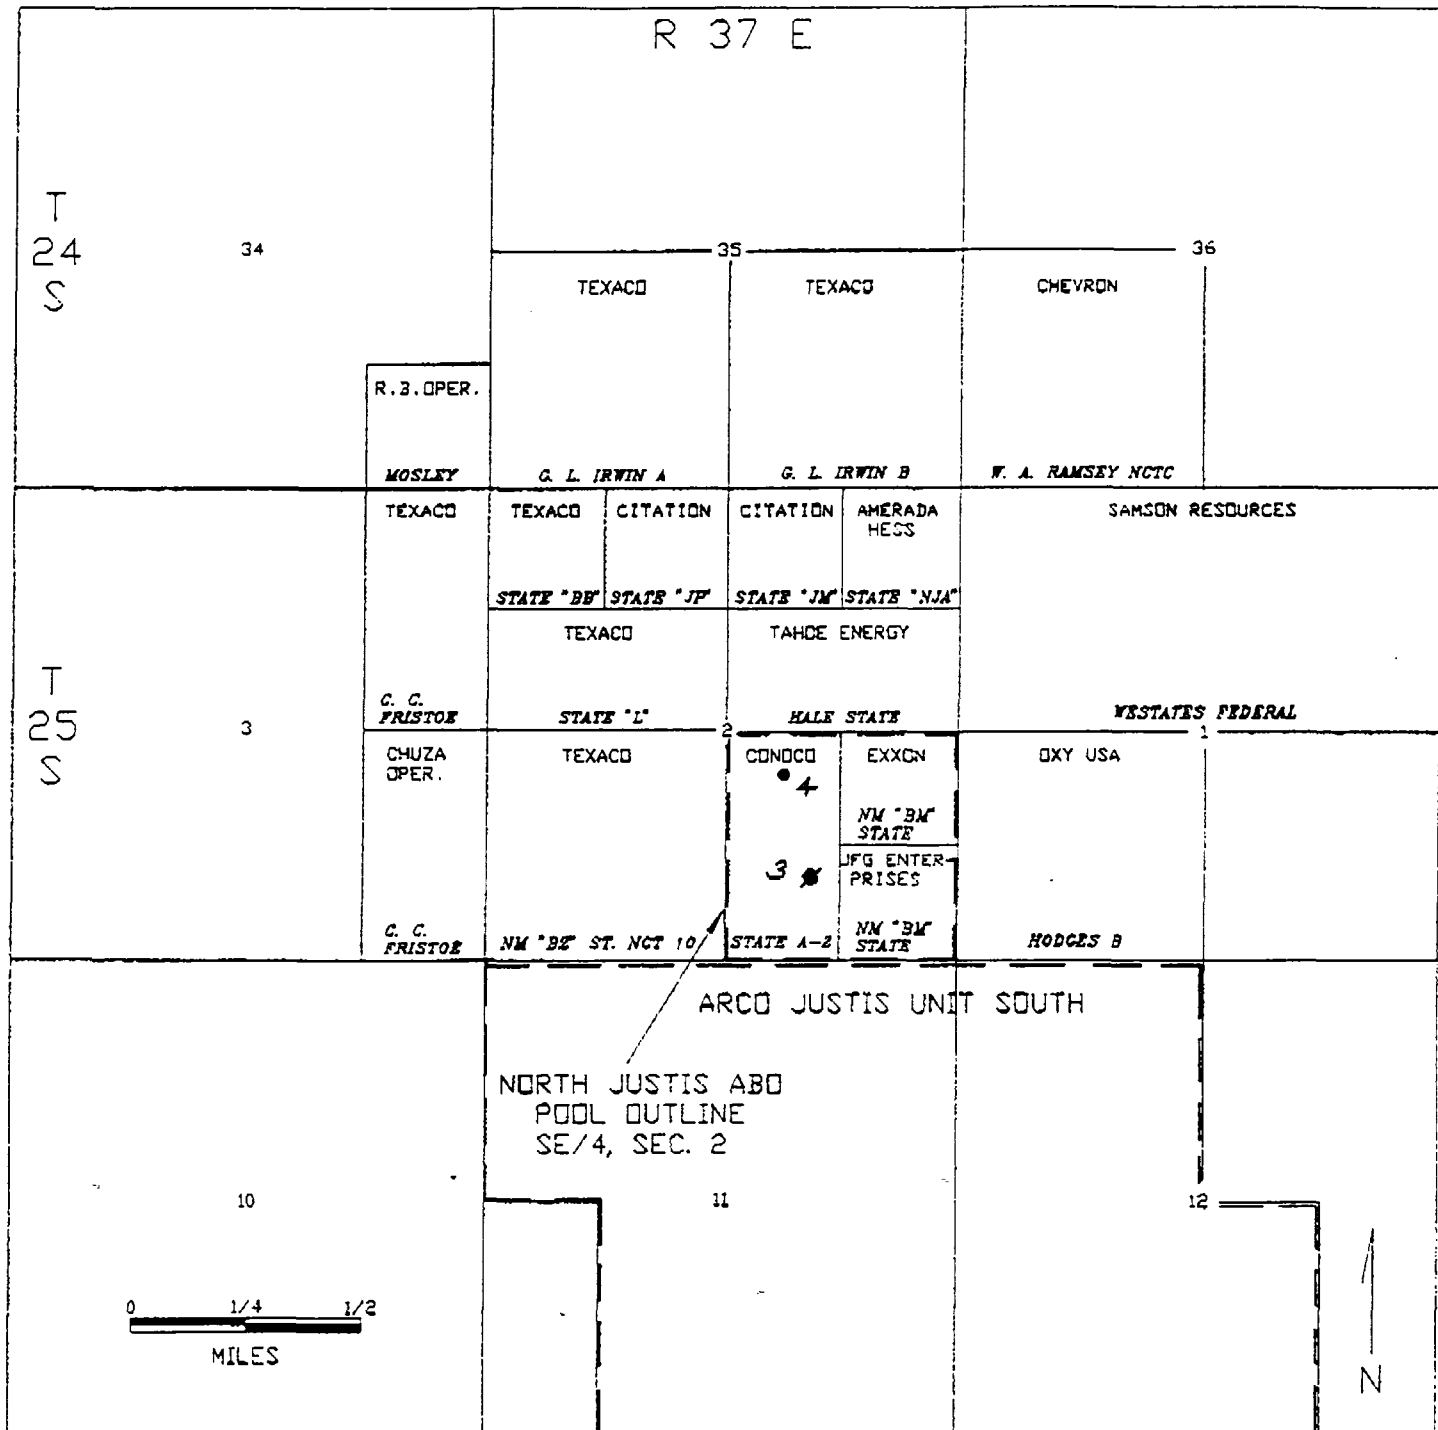 R 37 E
T
24
S
34
35
36
TEXACO
TEXACO
CHEVRON
R.B.OPER.
MOSLEY
G. L. IRWIN A
G. L. IRWIN B
W. A. RAMSEY NCTC
TEXACO
TEXACO
CITATION
CITATION
AMERADA
HESS
SAMSON RESOURCES
STATE "BB"
STATE "JP"
STATE "JM"
STATE "NJA"
TEXACO
TAHOE ENERGY
T
25
S
3
C. C.
FRISTOE
STATE "L"
HALE STATE
WESTATES FEDERAL
2
1
CHUZA
OPER.
TEXACO
CONOCO
EXXON
OXY USA
4
NM "BM"
STATE
3
JFG ENTER-
PRISES
C. C.
FRISTOE
NM "BZ" ST. NCT 10
STATE A-2
NM "BM"
STATE
HODGES B
ARCO JUSTIS UNIT SOUTH
NORTH JUSTIS ABO
POOL OUTLINE
SE/4, SEC. 2
10
11
12
0 1/4 1/2
MILES
N